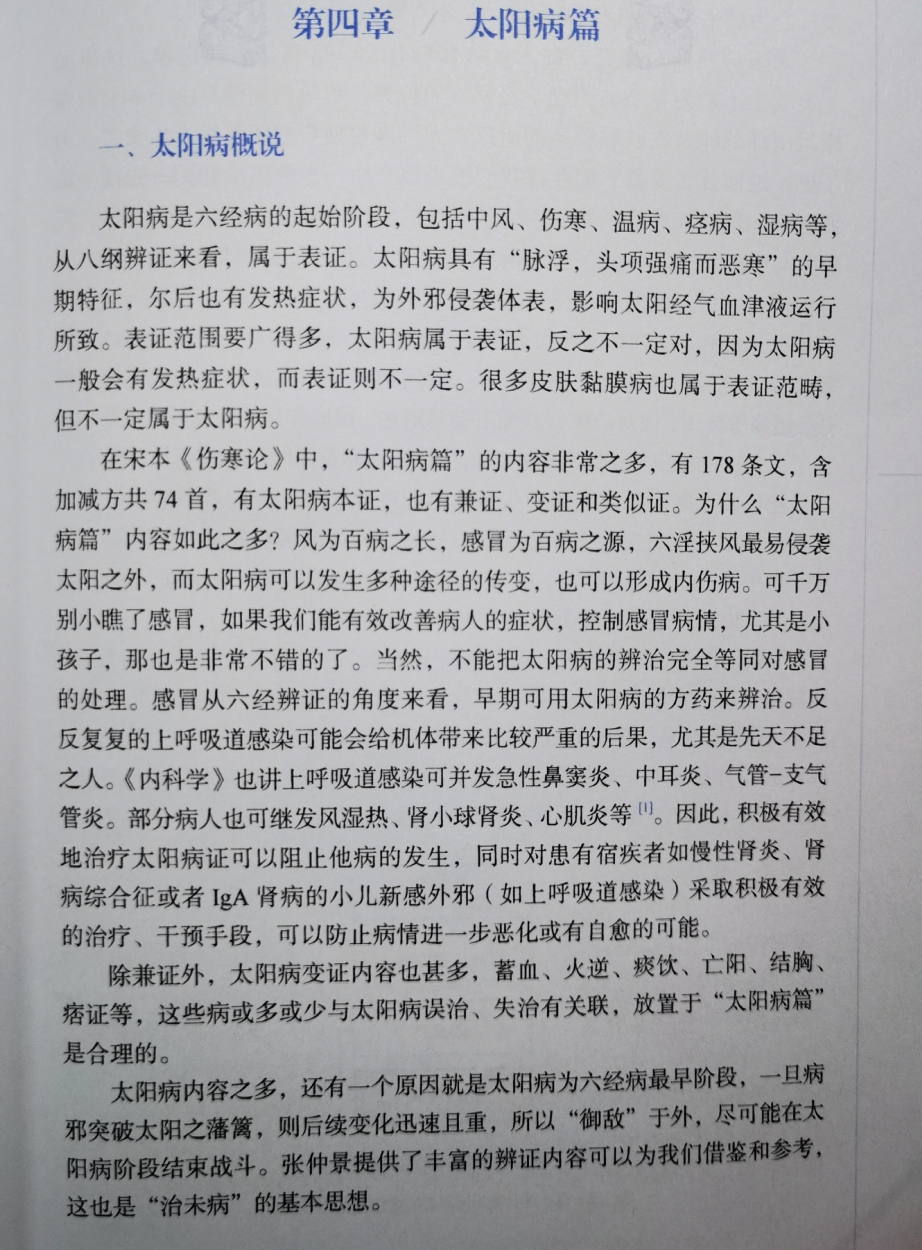 第四章 / 太阳病篇
一、太阳病概说
太阳病是六经病的起始阶段，包括中风、伤寒、温病、痉病、湿病等，
从八纲辨证来看，属于表证。太阳病具有“脉浮，头项强痛而恶寒”的早
期特征，尔后也有发热症状，为外邪侵袭体表，影响太阳经气血津液运行
所致。表证范围要广得多，太阳病属于表证，反之不一定对，因为太阳病
一般会有发热症状，而表证则不一定。很多皮肤黏膜病也属于表证范畴，
但不一定属于太阳病。
在宋本《伤寒论》中，“太阳病篇”的内容非常之多，有 178 条文，含
加减方共 74 首，有太阳病本证，也有兼证、变证和类似证。为什么“太阳
病篇”内容如此之多？风为百病之长，感冒为百病之源，六淫挟风最易侵袭
太阳之外，而太阳病可以发生多种途径的传变，也可以形成内伤病。可千万
别小瞧了感冒，如果我们能有效改善病人的症状，控制感冒病情，尤其是小
孩子，那也是非常不错的了。当然，不能把太阳病的辨治完全等同对感冒
的处理。感冒从六经辨证的角度来看，早期可用太阳病的方药来辨治。反
反复复的上呼吸道感染可能会给机体带来比较严重的后果，尤其是先天不足
之人。《内科学》也讲上呼吸道感染可并发急性鼻窦炎、中耳炎、气管-支气
管炎。部分病人也可继发风湿热、肾小球肾炎、心肌炎等[1]。因此，积极有效
地治疗太阳病证可以阻止他病的发生，同时对患有宿疾者如慢性肾炎、肾
病综合征或者 IgA 肾病的小儿新感外邪（如上呼吸道感染）采取积极有效
的治疗、干预手段，可以防止病情进一步恶化或有自愈的可能。
除兼证外，太阳病变证内容也甚多，蓄血、火逆、痰饮、亡阳、结胸、
痞证等，这些病或多或少与太阳病误治、失治有关联，放置于“太阳病篇”
是合理的。
太阳病内容之多，还有一个原因就是太阳病为六经病最早阶段，一旦病
邪突破太阳之藩篱，则后续变化迅速且重，所以“御敌”于外，尽可能在太
阳病阶段结束战斗。张仲景提供了丰富的辨证内容可以为我们借鉴和参考，
这也是“治未病”的基本思想。